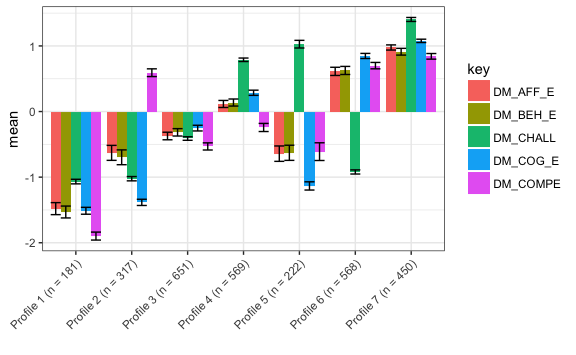 1
0
-1
-2
mean
Profile 1 (n = 181)
Profile 2 (n = 317)
Profile 3 (n = 651)
Profile 4 (n = 569)
Profile 5 (n = 222)
Profile 6 (n = 568)
Profile 7 (n = 450)
key
DM_AFF_E
DM_BEH_E
DM_CHALL
DM_COG_E
DM_COMPE